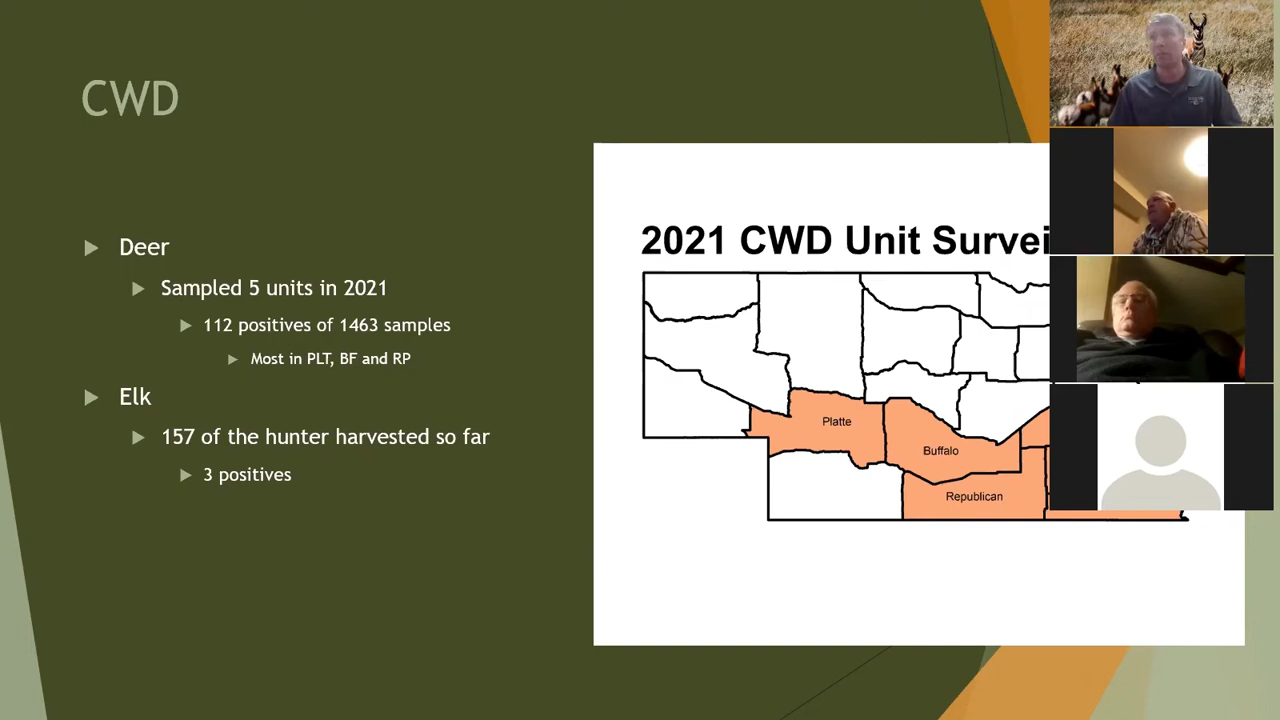 CWD
Deer
Sampled 5 units in 2021
112 positives of 1463 samples
Most in PLT, BF and RP
Elk
157 of the hunter harvested so far
3 positives
2021 CWD Unit Survei
Platte
Buffalo
Republican